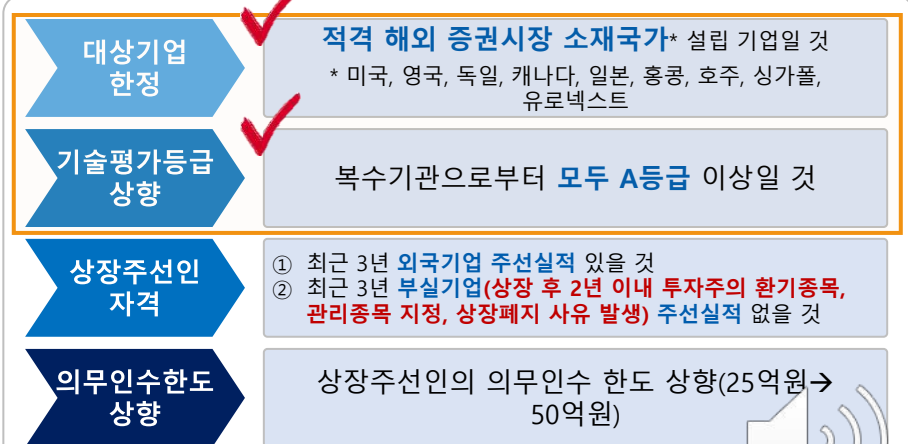 대상기업
한정
적격 해외 증권시장 소재국가* 설립 기업일 것
* 미국, 영국, 독일, 캐나다, 일본, 홍콩, 호주, 싱가폴,
유로넥스트
기술평가등급
상향
복수기관으로부터 모두 A등급 이상일 것
상장주선인
자격
① 최근 3년 외국기업 주선실적 있을 것
② 최근 3년 부실기업(상장 후 2년 이내 투자주의 환기종목,
관리종목 지정, 상장폐지 사유 발생) 주선실적 없을 것
의무인수한도
상향
상장주선인의 의무인수 한도 상향(25억원→
50억원)